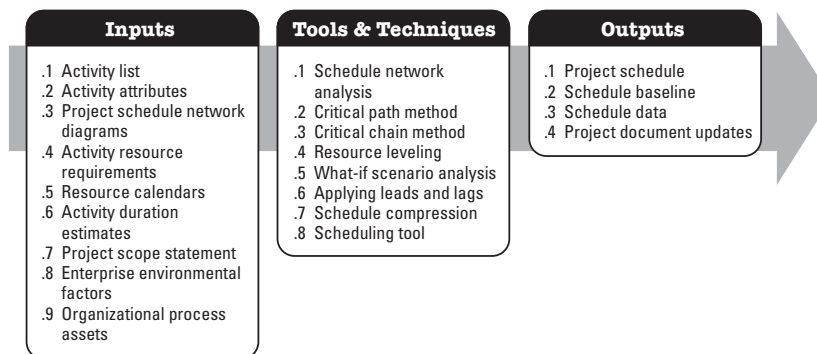 Inputs
.1 Activity list
.2 Activity attributes
.3 Project schedule network
diagrams
.4 Activity resource
requirements
.5 Resource calendars
.6 Activity duration
estimates
.7 Project scope statement
.8 Enterprise environmental
factors
.9 Organizational process
assets
Tools & Techniques
.1 Schedule network
analysis
.2 Critical path method
.3 Critical chain method
.4 Resource leveling
.5 What-if scenario analysis
.6 Applying leads and lags
.7 Schedule compression
.8 Scheduling tool
Outputs
.1 Project schedule
.2 Schedule baseline
.3 Schedule data
.4 Project document updates